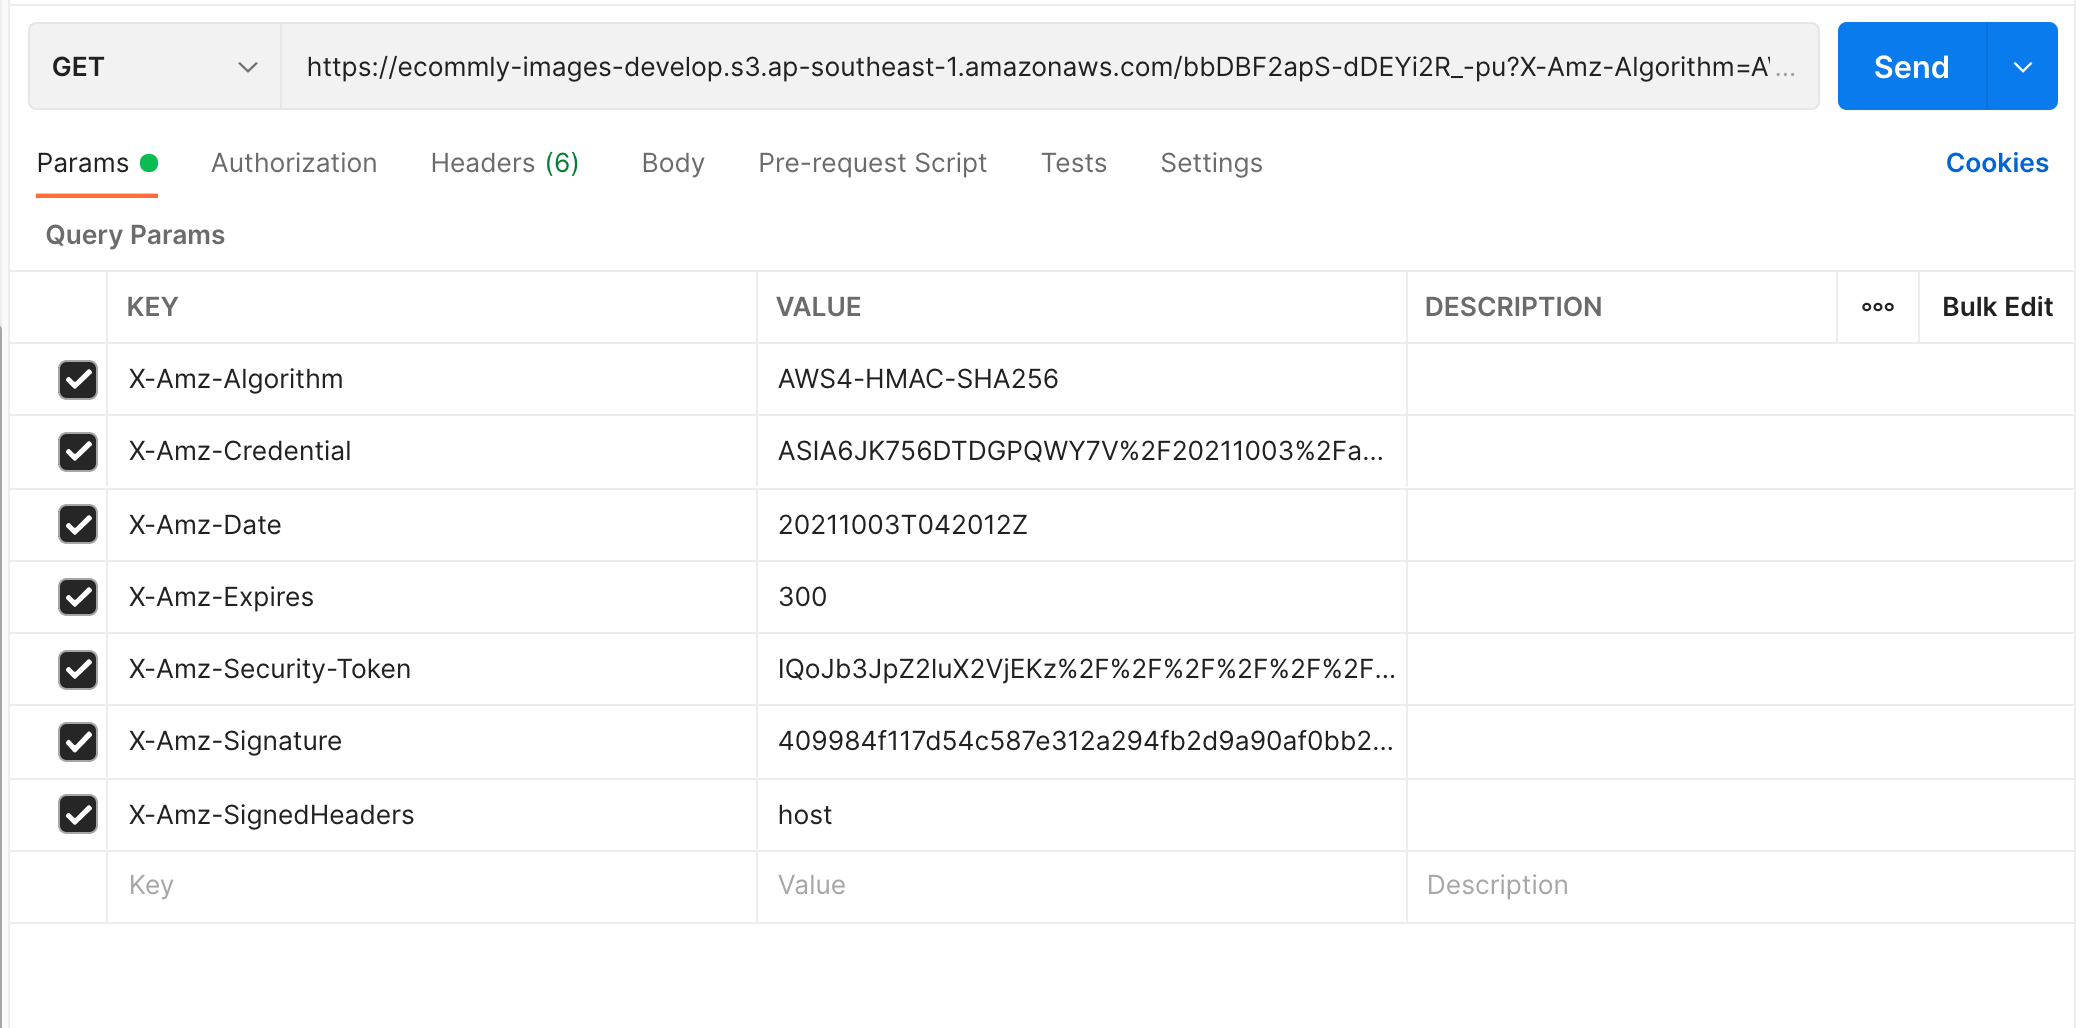 GET https://ecommly-images-develop.s3.ap-southeast-1.amazonaws.com/bbDBF2apS-dDEYi2R_-pu?X-Amz-Algorithm=A... Send
Params Authorization Headers (6) Body Pre-request Script Tests Settings Cookies
Query Params
KEY VALUE DESCRIPTION Bulk Edit
X-Amz-Algorithm AWS4-HMAC-SHA256
X-Amz-Credential ASIA6JK756DTDGPQWY7V%2F20211003%2Fa...
X-Amz-Date 20211003T042012Z
X-Amz-Expires 300
X-Amz-Security-Token IQoJb3JpZ2luX2VjEKz%2F%2F%2F%2F%2F%2F...
X-Amz-Signature 409984f117d54c587e312a294fb2d9a90af0bb2...
X-Amz-SignedHeaders host
Key Value Description